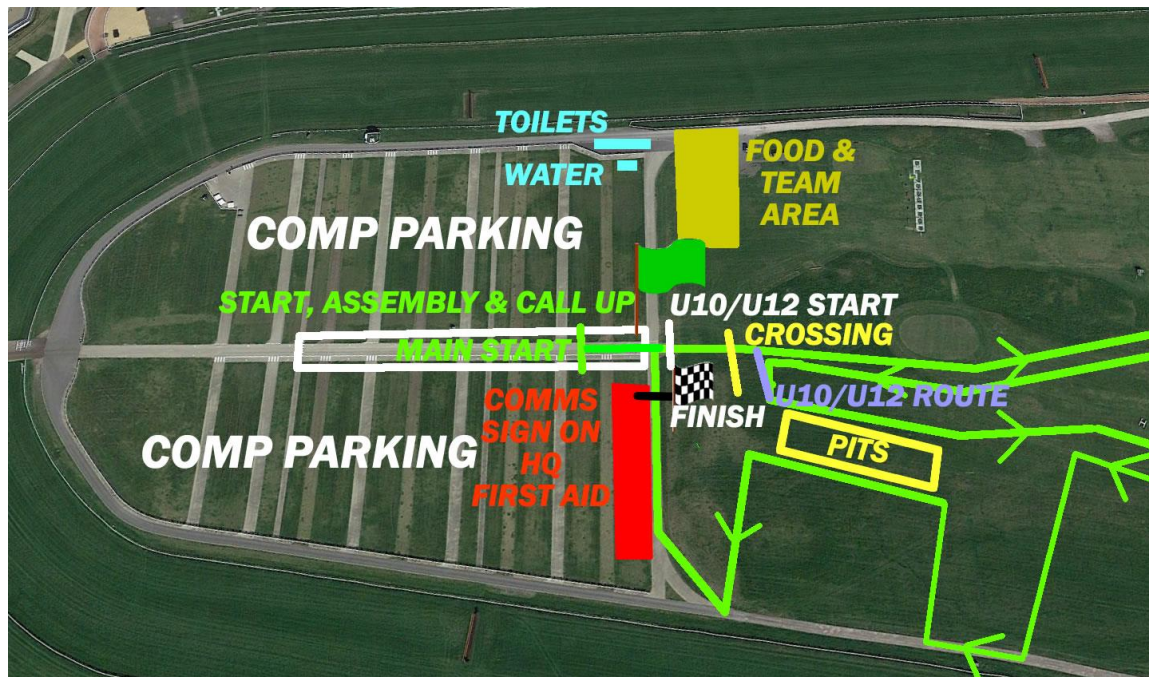 TOILETS
WATER
FOOD &
TEAM
AREA
COMP PARKING
START, ASSEMBLY & CALL UP
U10/U12 START
CROSSING
MAIN START
U10/U12 ROUTE
COMMS
SIGN ON
HQ
FIRST AID
FINISH
COMP PARKING
PITS